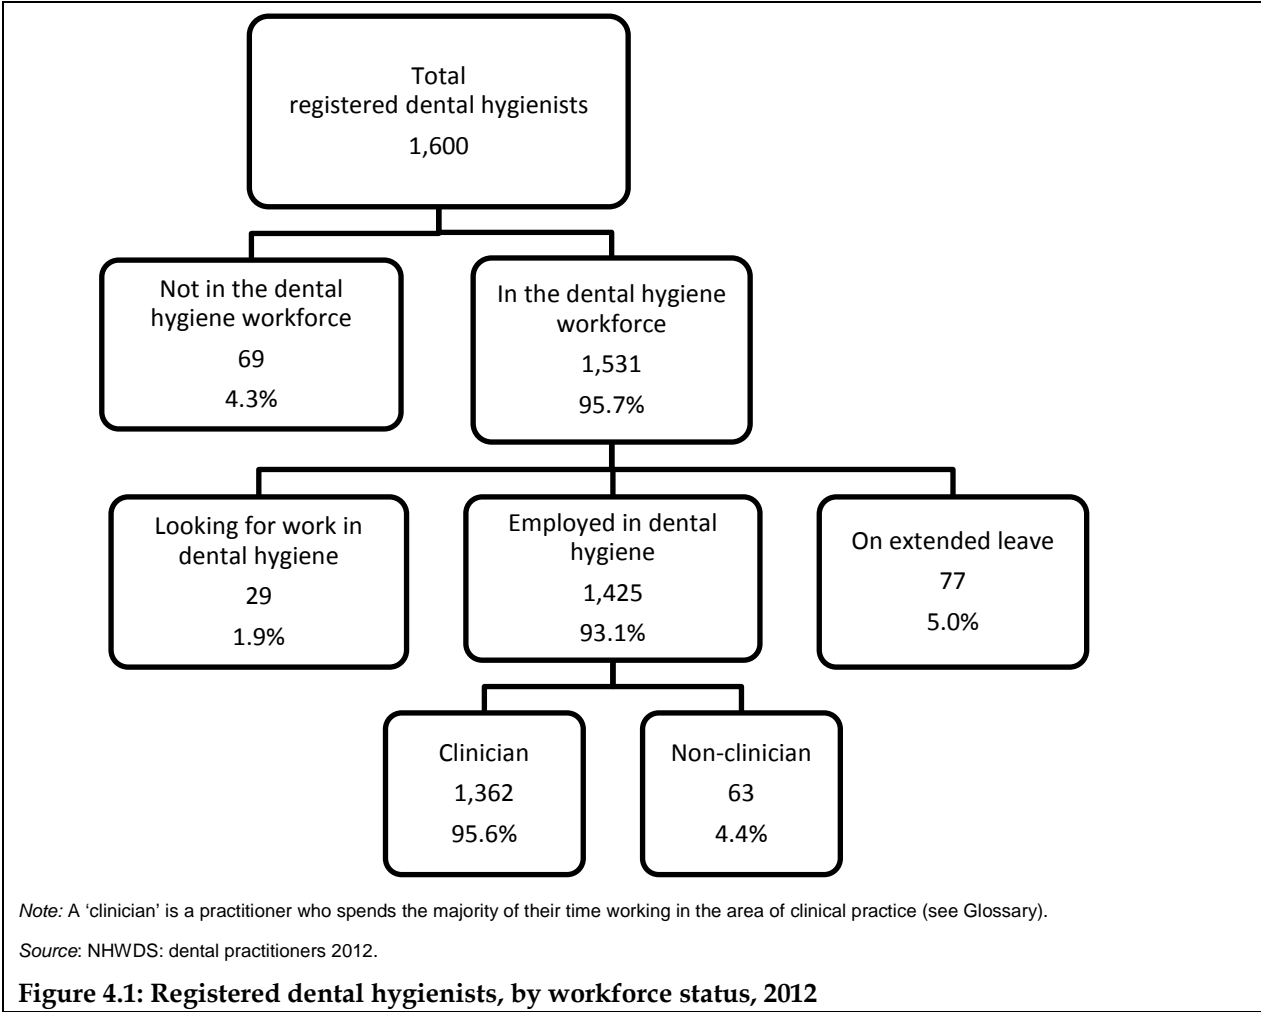 Total
registered dental hygienists
1,600
Not in the dental
hygiene workforce
69
4.3%
In the dental hygiene
workforce
1,531
95.7%
Looking for work in
dental hygiene
29
1.9%
Employed in dental
hygiene
1,425
93.1%
On extended leave
77
5.0%
Clinician
1,362
95.6%
Non-clinician
63
4.4%
Note: A ‘clinician’ is a practitioner who spends the majority of their time working in the area of clinical practice (see Glossary).
Source: NHWDS: dental practitioners 2012.
Figure 4.1: Registered dental hygienists, by workforce status, 2012